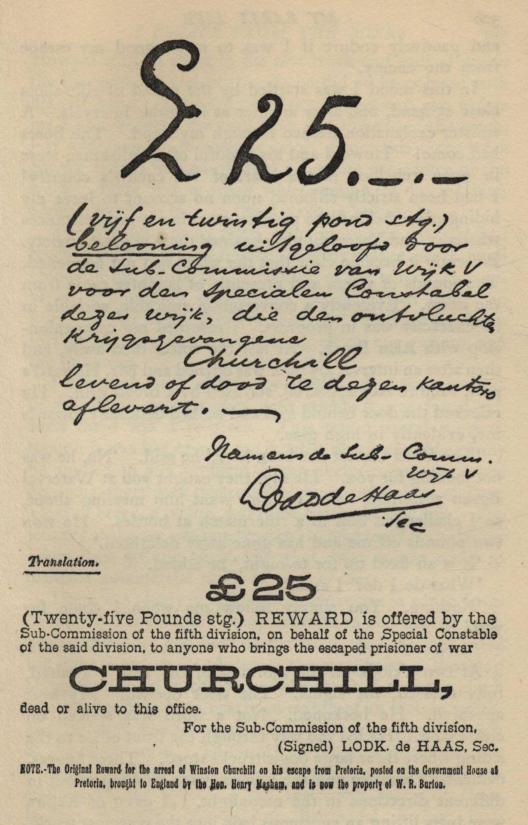 £ 25.—.—
(vijf en twintig pond stg.)
belooning uitgeloofd door
de Sub-Commissie van Wijk V
voor den Specialen Constabel
dezer wijk, die den ontvluchte
Krijgsgevangene
Churchill
levend of dood te dezen kantore
aflevert. —
Namens de Sub-Comm.
Wijk V
Lodk de Haas
Sec
Translation.
£25
(Twenty-five Pounds stg.) REWARD is offered by the
Sub-Commission of the fifth division, on behalf of the Special Constable
of the said division, to anyone who brings the escaped prisioner of war
CHURCHILL,
dead or alive to this office.
For the Sub-Commission of the fifth division,
(Signed) LODK. de HAAS, Sec.
NOTE.-The Original Reward for the arrest of Winston Churchill on his escape from Pretoria, posted on the Government House at
Pretoria, brought to England by the Hon. Henry Masham, and is now the property of W. R. Burton.